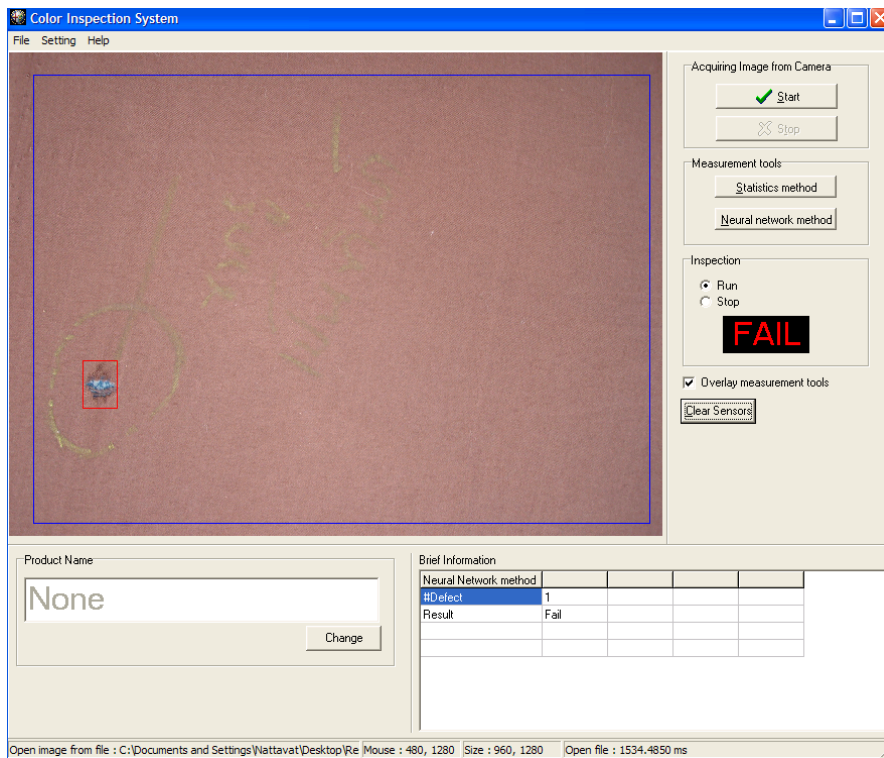 Color Inspection System
File Setting Help
Acquiring Image from Camera
Start
Stop
Measurement tools
Statistics method
Neural network method
Inspection
Run
Stop
FAIL
Overlay measurement tools
Clear Sensors
Product Name
None
Change
Brief Information
Neural Network method
#Defect 1
Result Fail
Open image from file : C:\Documents and Settings\Nattavat\Desktop\Re Mouse : 480, 1280 Size : 960, 1280 Open file : 1534.4850 ms